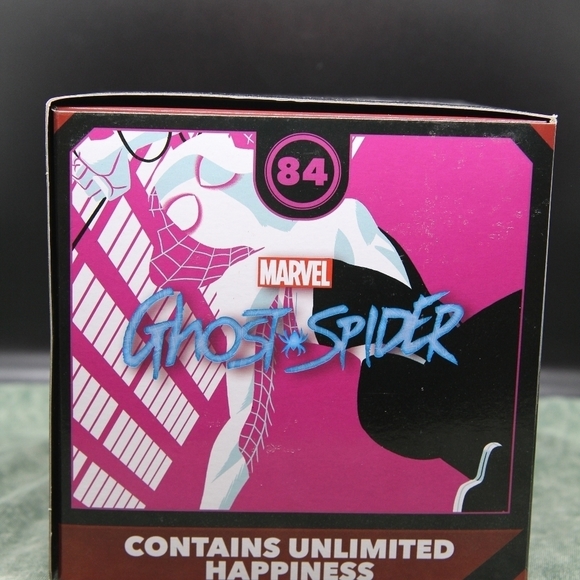 84
MARVEL
GHOST SPIDER
CONTAINS UNLIMITED
HAPPINESS